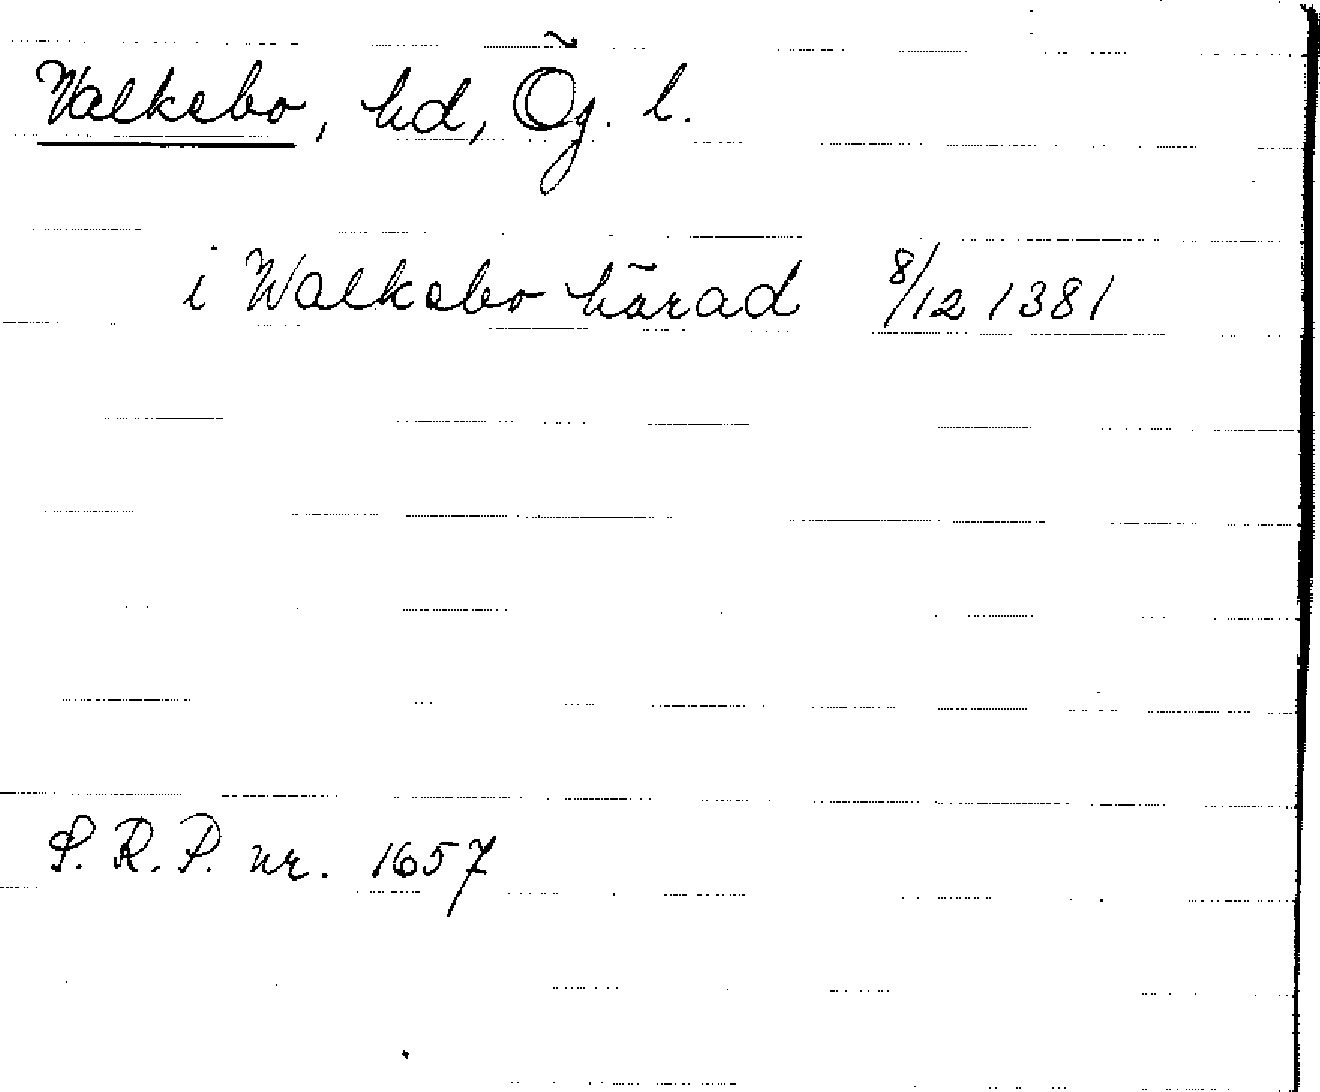 Valkebo, hd, Ög. l.
i Walkebo härad 8/12 1381
S. R. P. nr. 1657